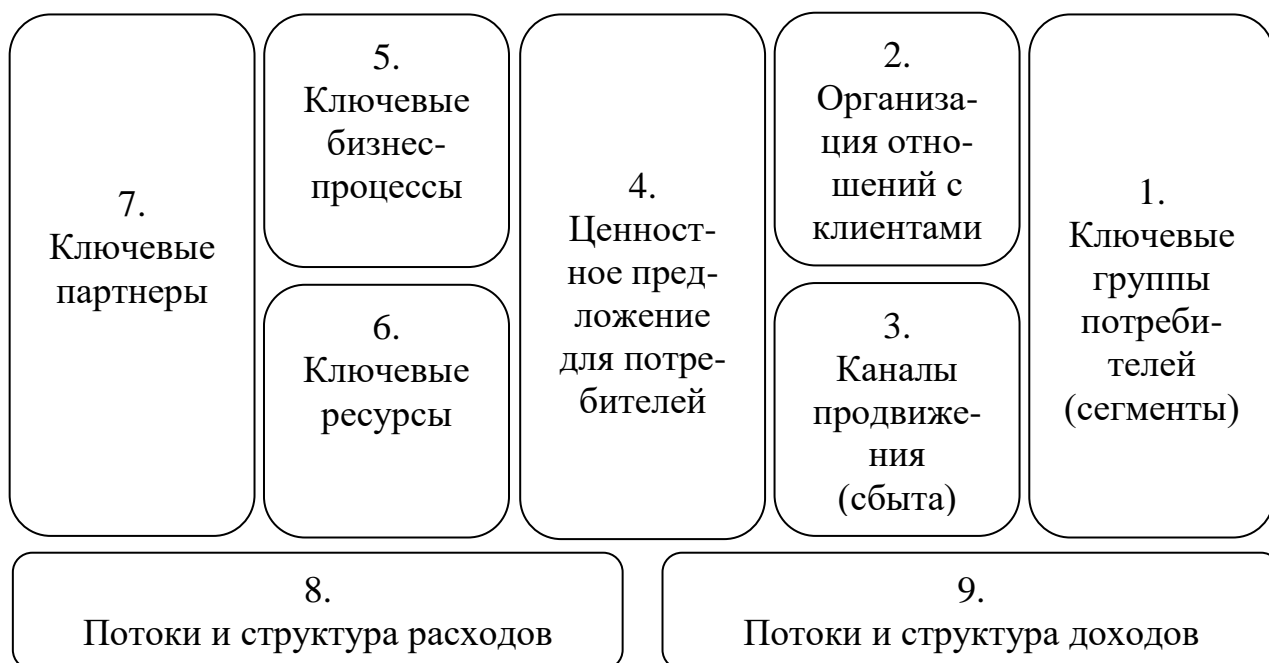 7.
Ключевые
партнеры
5.
Ключевые
бизнес-
процессы
6.
Ключевые
ресурсы
4.
Ценност-
ное пред-
ложение
для потре-
бителей
2.
Организа-
ция отно-
шений с
клиентами
3.
Каналы
продвиже-
ния
(сбыта)
1.
Ключевые
группы
потреби-
телей
(сегменты)
8.
Потоки и структура расходов
9.
Потоки и структура доходов